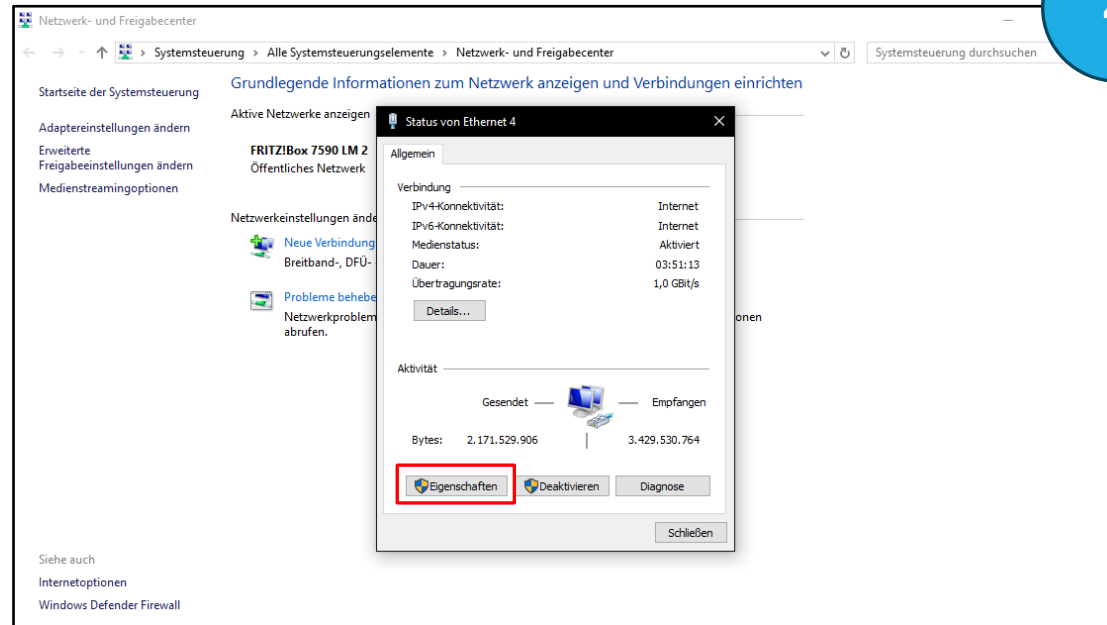 Netzwerk- und Freigabecenter
Systemsteuerung > Alle Systemsteuerungselemente > Netzwerk- und Freigabecenter
Systemsteuerung durchsuchen
Startseite der Systemsteuerung
Adaptereinstellungen ändern
Erweiterte
Freigabeeinstellungen ändern
Medienstreamingoptionen
Grundlegende Informationen zum Netzwerk anzeigen und Verbindungen einrichten
Aktive Netzwerke anzeigen
FRITZ!Box 7590 LM 2
Öffentliches Netzwerk
Netzwerkeinstellungen ände
Neue Verbindung
Breitband-, DFÜ-
Probleme behebe
Netzwerkproblem
onen
abrufen.
Status von Ethernet 4
Allgemein
Verbindung
IPv4-Konnektivität: Internet
IPv6-Konnektivität: Internet
Medienstatus: Aktiviert
Dauer: 03:51:13
Übertragungsrate: 1,0 GBit/s
Details...
Aktivität
Gesendet — — Empfangen
Bytes: 2.171.529.906 | 3.429.530.764
Eigenschaften Deaktivieren Diagnose
Schließen
Siehe auch
Internetoptionen
Windows Defender Firewall